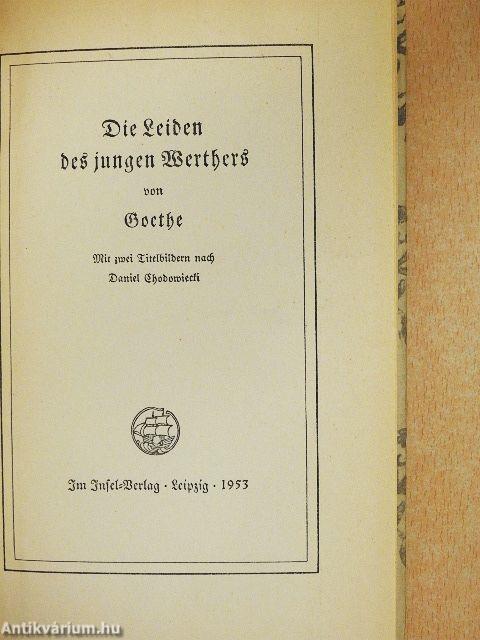 Die Leiden
des jungen Werthers
von
Goethe
Mit zwei Titelbildern nach
Daniel Chodowiecki
Im Insel-Verlag · Leipzig · 1953
Antikvárium.hu